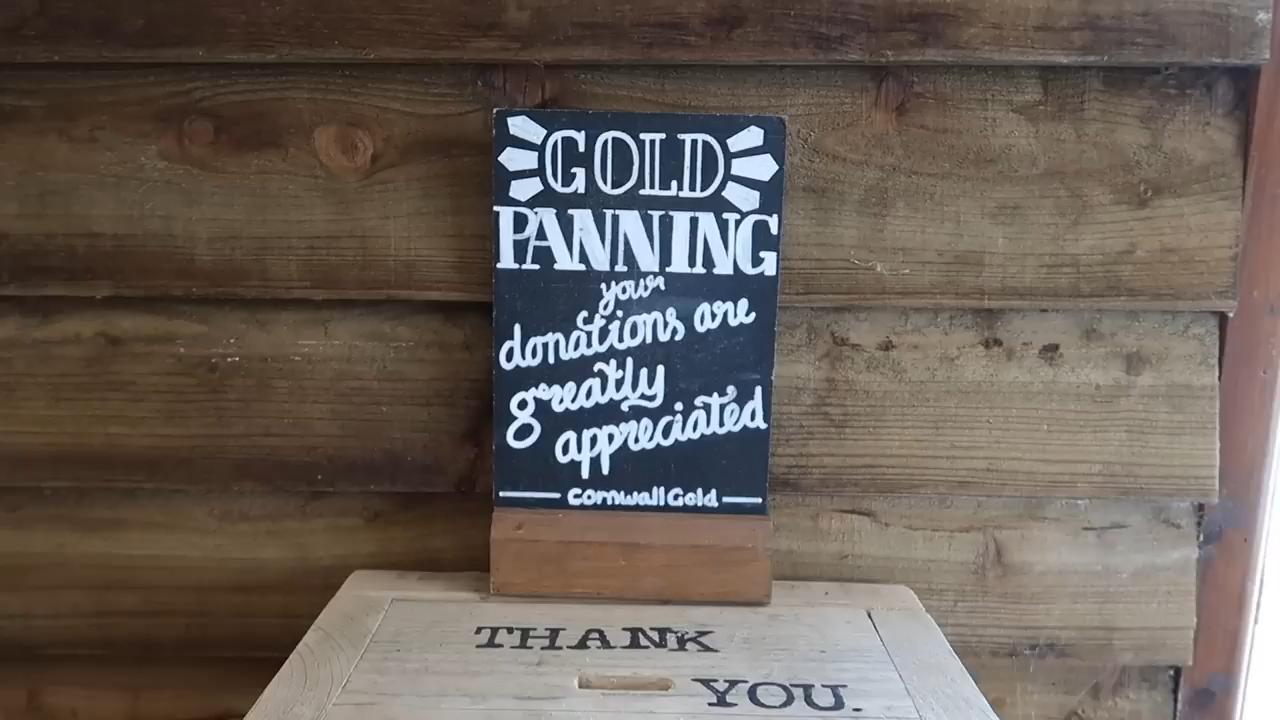 GOLD
PANNING
your
donations are
greatly
appreciated
Cornwall Gold
THANK
YOU.